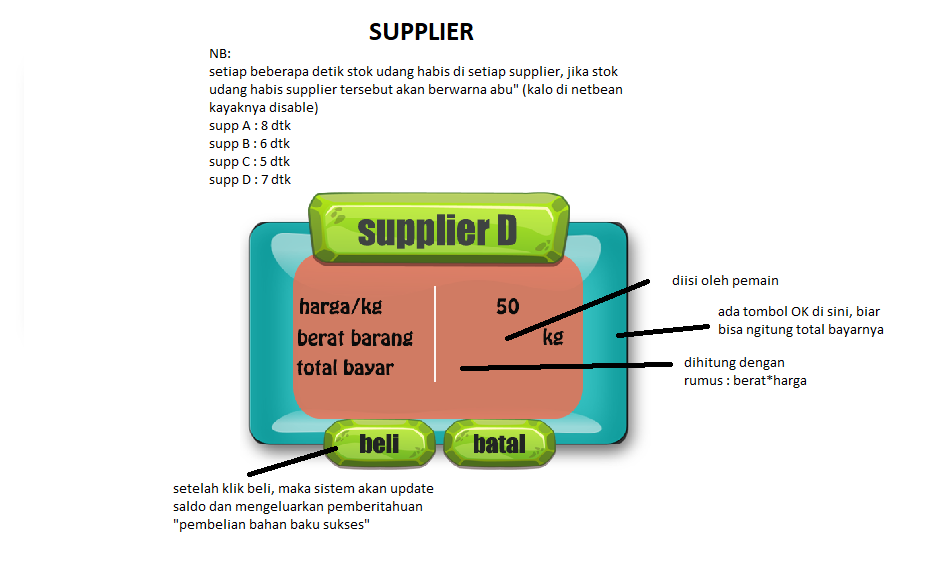 SUPPLIER
NB:
setiap beberapa detik stok udang habis di setiap supplier, jika stok
udang habis supplier tersebut akan berwarna abu" (kalo di netbean
kayaknya disable)
supp A : 8 dtk
supp B : 6 dtk
supp C : 5 dtk
supp D : 7 dtk
supplier D
harga/kg 50
berat barang kg
total bayar
diisi oleh pemain
ada tombol OK di sini, biar
bisa ngitung total bayarnya
dihitung dengan
rumus : berat*harga
beli batal
setelah klik beli, maka sistem akan update
saldo dan mengeluarkan pemberitahuan
"pembelian bahan baku sukses"